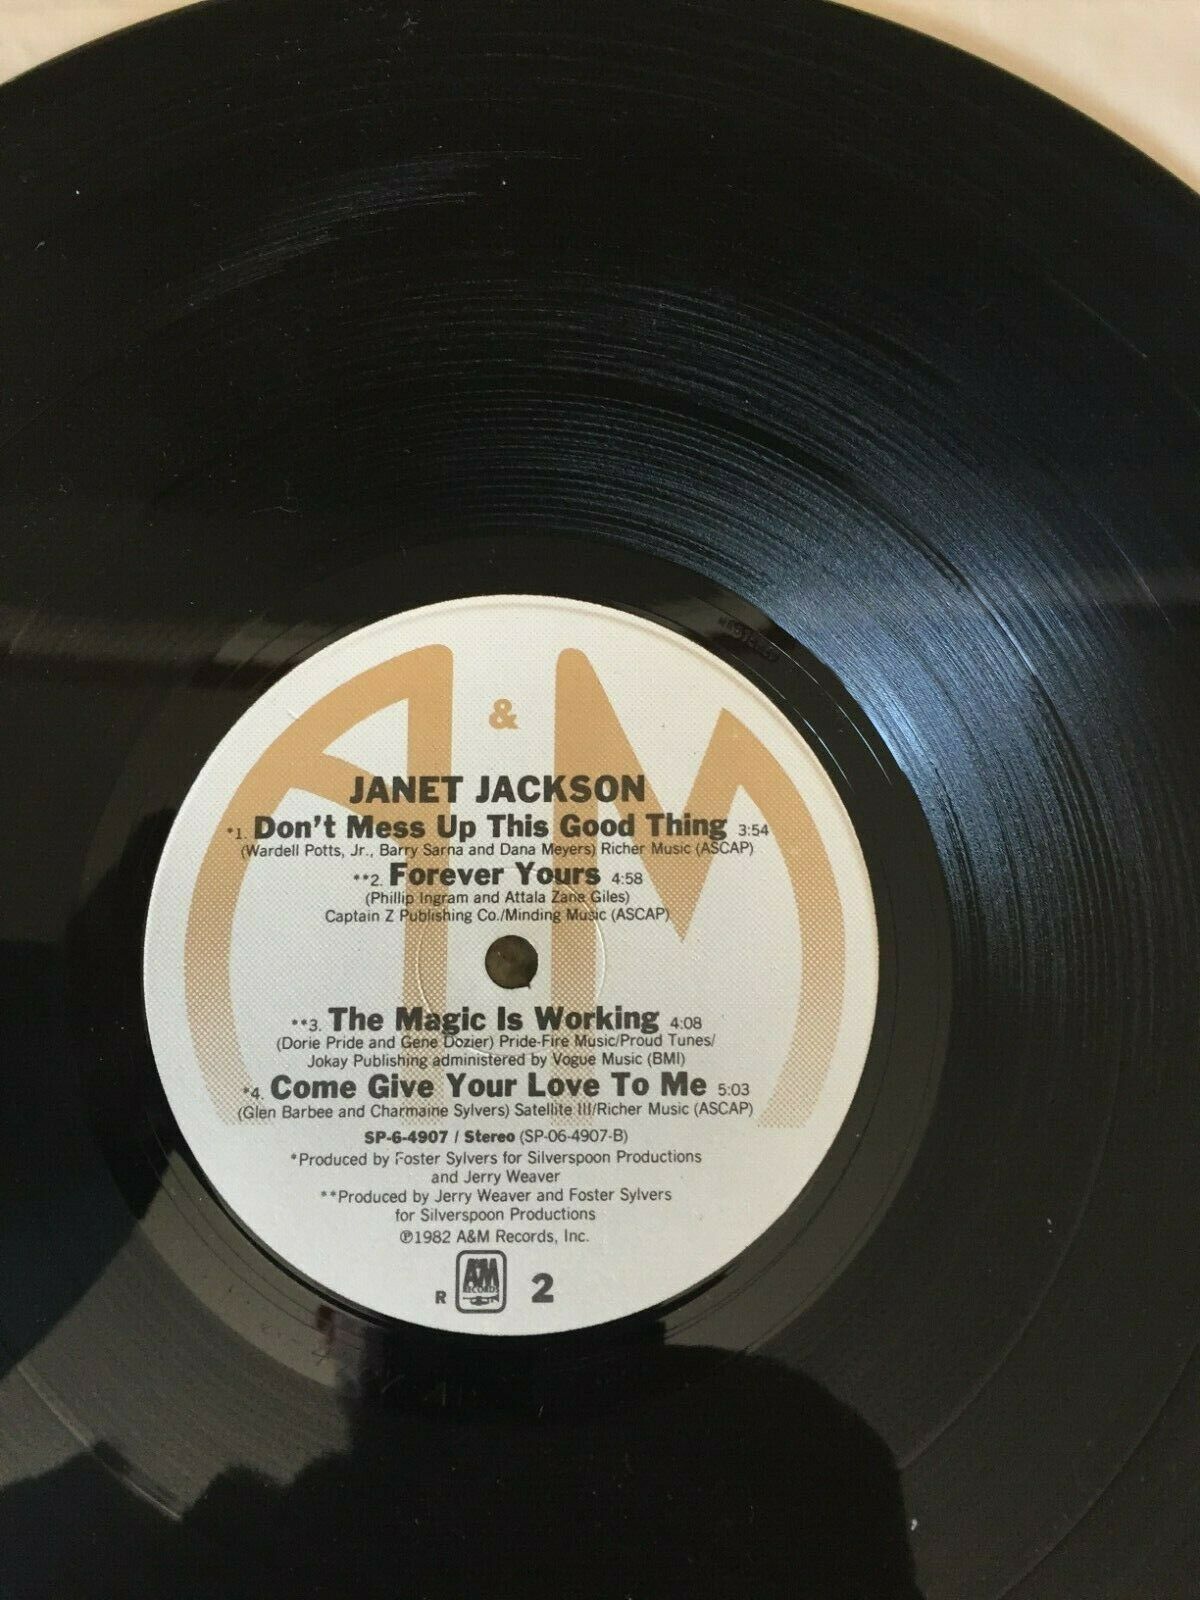 A & M
JANET JACKSON
*1. Don't Mess Up This Good Thing 3:54
(Wardell Potts, Jr., Barry Sarna and Dana Meyers) Richer Music (ASCAP)
**2. Forever Yours 4:58
(Phillip Ingram and Attala Zane Giles)
Captain Z Publishing Co./Minding Music (ASCAP)
**3. The Magic Is Working 4:08
(Dorie Pride and Gene Dozier) Pride-Fire Music/Proud Tunes/
Jokay Publishing administered by Vogue Music (BMI)
*4. Come Give Your Love To Me 5:03
(Glen Barbee and Charmaine Sylvers) Satellite III/Richer Music (ASCAP)
SP-6-4907 / Stereo (SP-06-4907-B)
*Produced by Foster Sylvers for Silverspoon Productions
and Jerry Weaver
**Produced by Jerry Weaver and Foster Sylvers
for Silverspoon Productions
℗1982 A&M Records, Inc.
R A&M RECORDS 2